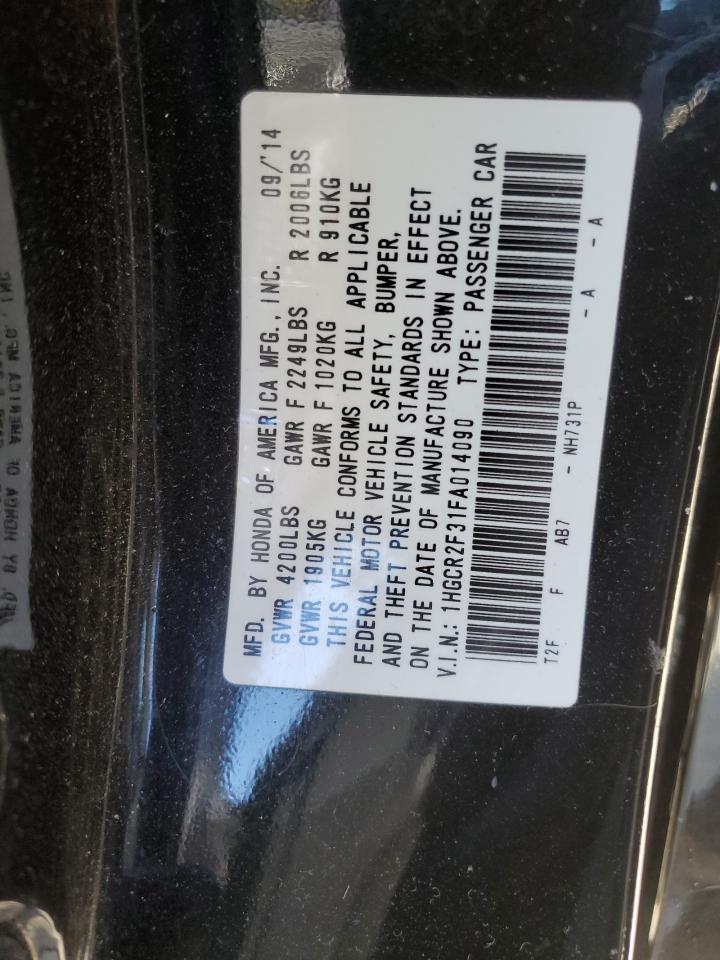 MFD. BY HONDA OF AMERICA MFG., INC. 09/'14
GVWR 4200LBS GAWR F 2249LBS R 2006LBS
GVWR 1905KG GAWR F 1020KG R 910KG
THIS VEHICLE CONFORMS TO ALL APPLICABLE
FEDERAL MOTOR VEHICLE SAFETY, BUMPER,
AND THEFT PREVENTION STANDARDS IN EFFECT
ON THE DATE OF MANUFACTURE SHOWN ABOVE.
V.I.N.: 1HGCR2F31FA014090 TYPE: PASSENGER CAR
T2F F AB7 - NH731P - A - A